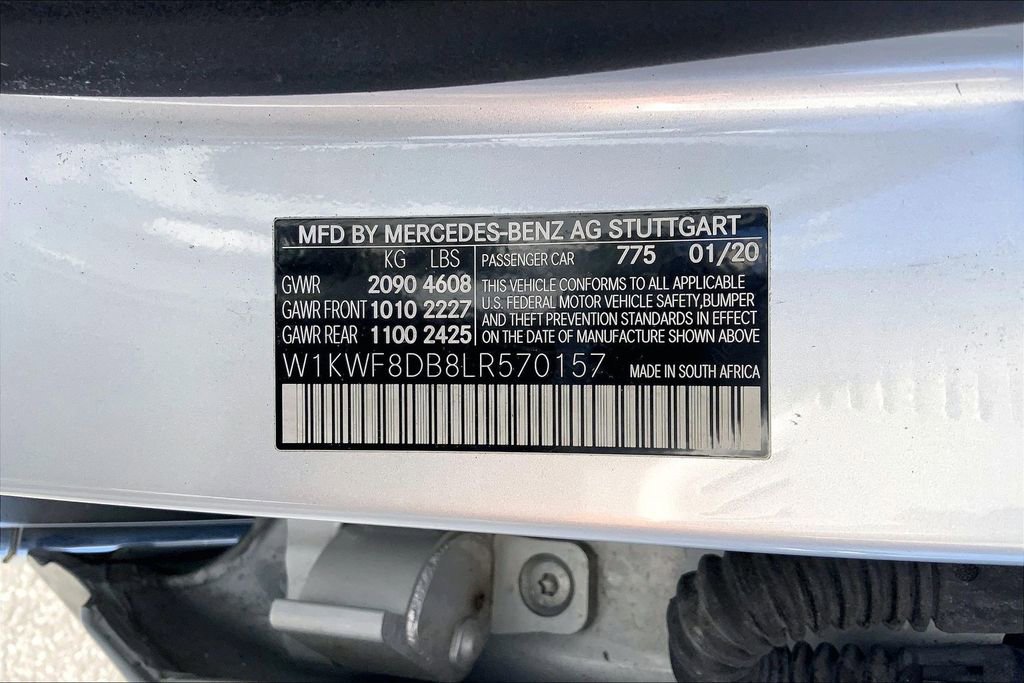 MFD BY MERCEDES-BENZ AG STUTTGART
KG LBS
GVWR 2090 4608
GAWR FRONT 1010 2227
GAWR REAR 1100 2425
PASSENGER CAR 775 01/20
THIS VEHICLE CONFORMS TO ALL APPLICABLE
U.S. FEDERAL MOTOR VEHICLE SAFETY,BUMPER
AND THEFT PREVENTION STANDARDS IN EFFECT
ON THE DATE OF MANUFACTURE SHOWN ABOVE
W1KWF8DB8LR570157 MADE IN SOUTH AFRICA